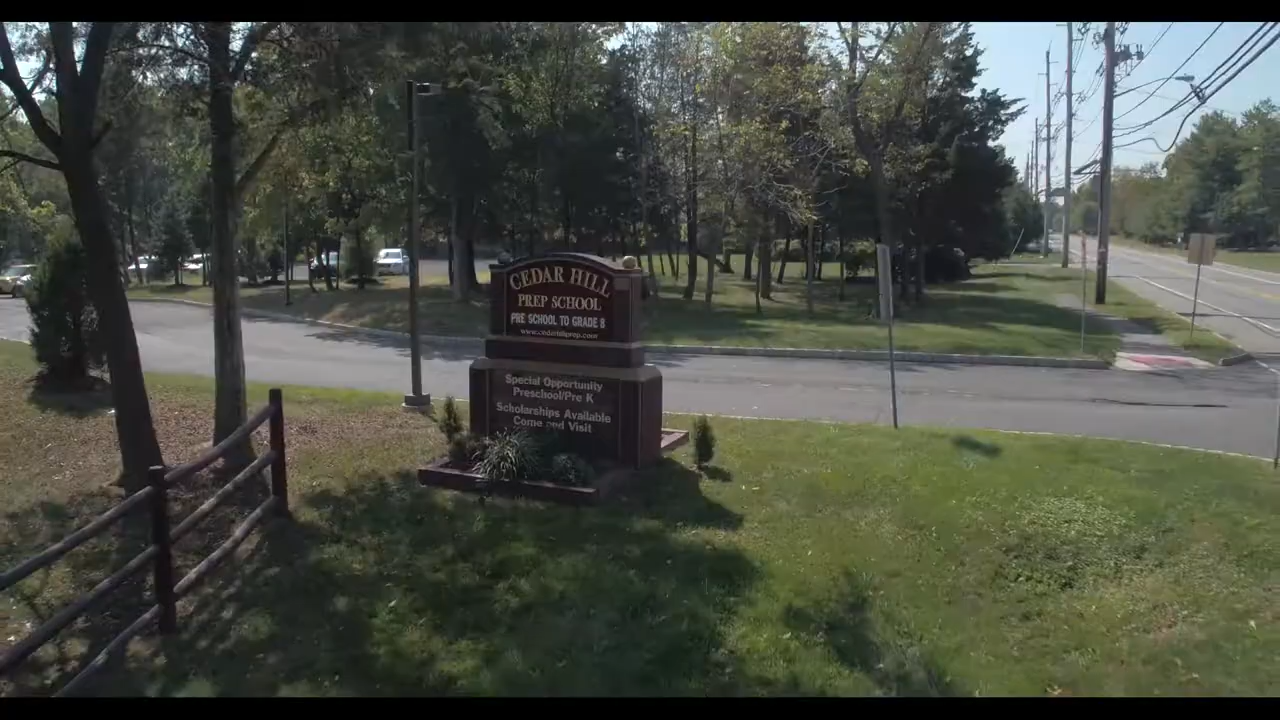 CEDAR HILL
PREP SCHOOL
PRE SCHOOL TO GRADE 8
www.cedarhillprep.com
Special Opportunity
Preschool/Pre K
Scholarships Available
Come and Visit